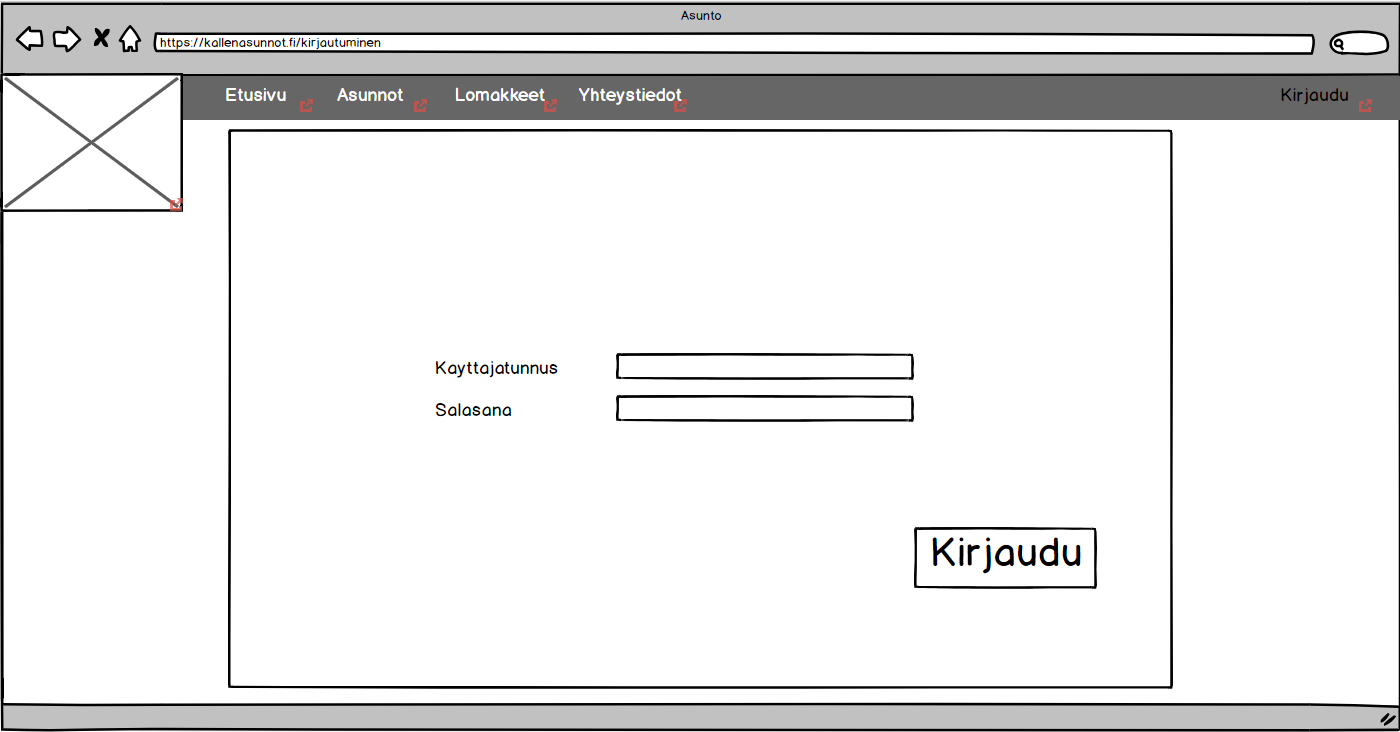 Asunto
https://kallenasunnot.fi/kirjautuminen
Etusivu Asunnot Lomakkeet Yhteystiedot Kirjaudu
Kayttajatunnus
Salasana
Kirjaudu